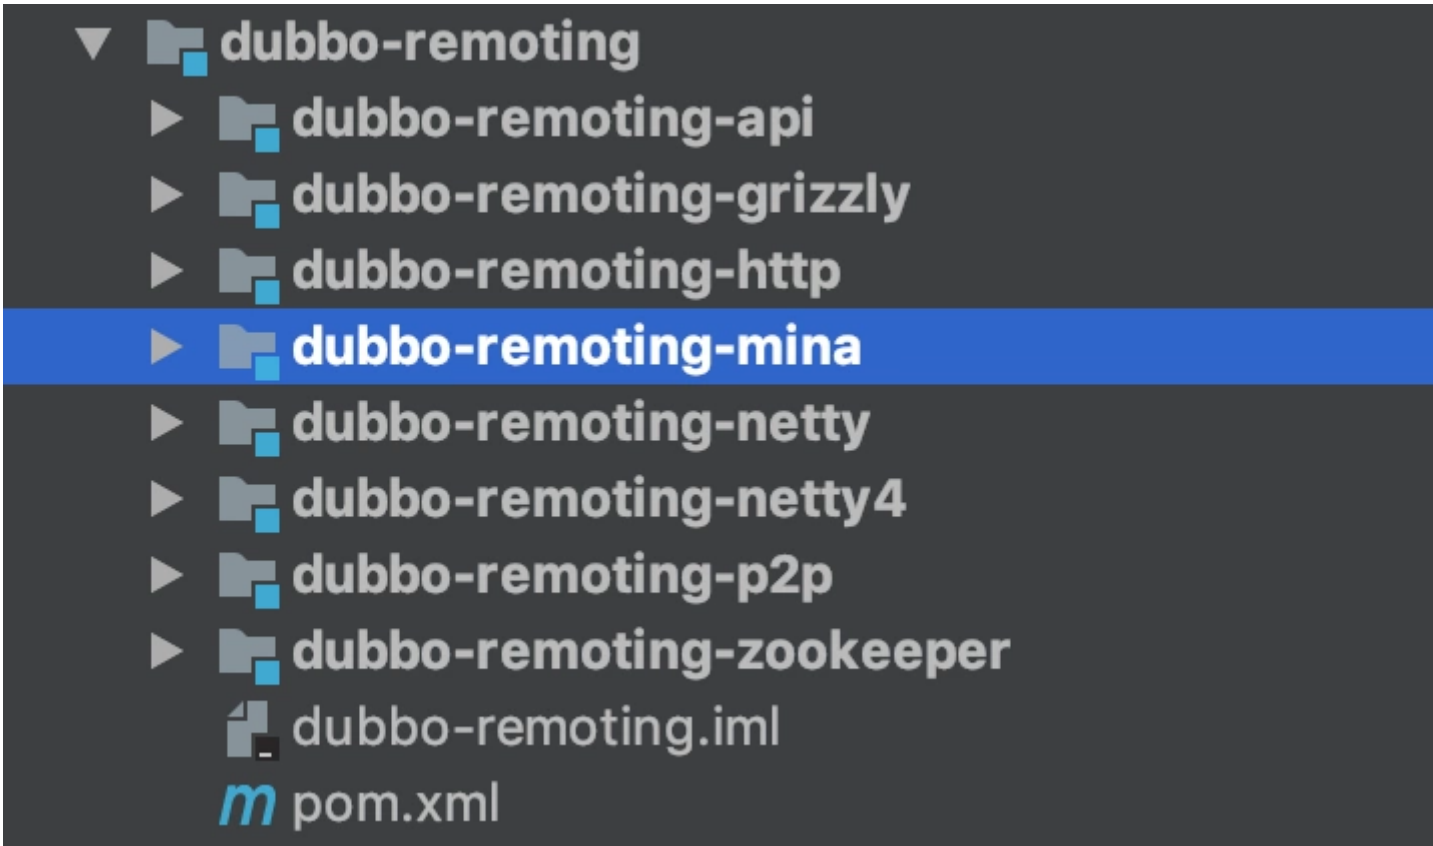 dubbo-remoting
dubbo-remoting-api
dubbo-remoting-grizzly
dubbo-remoting-http
dubbo-remoting-mina
dubbo-remoting-netty
dubbo-remoting-netty4
dubbo-remoting-p2p
dubbo-remoting-zookeeper
dubbo-remoting.iml
m pom.xml